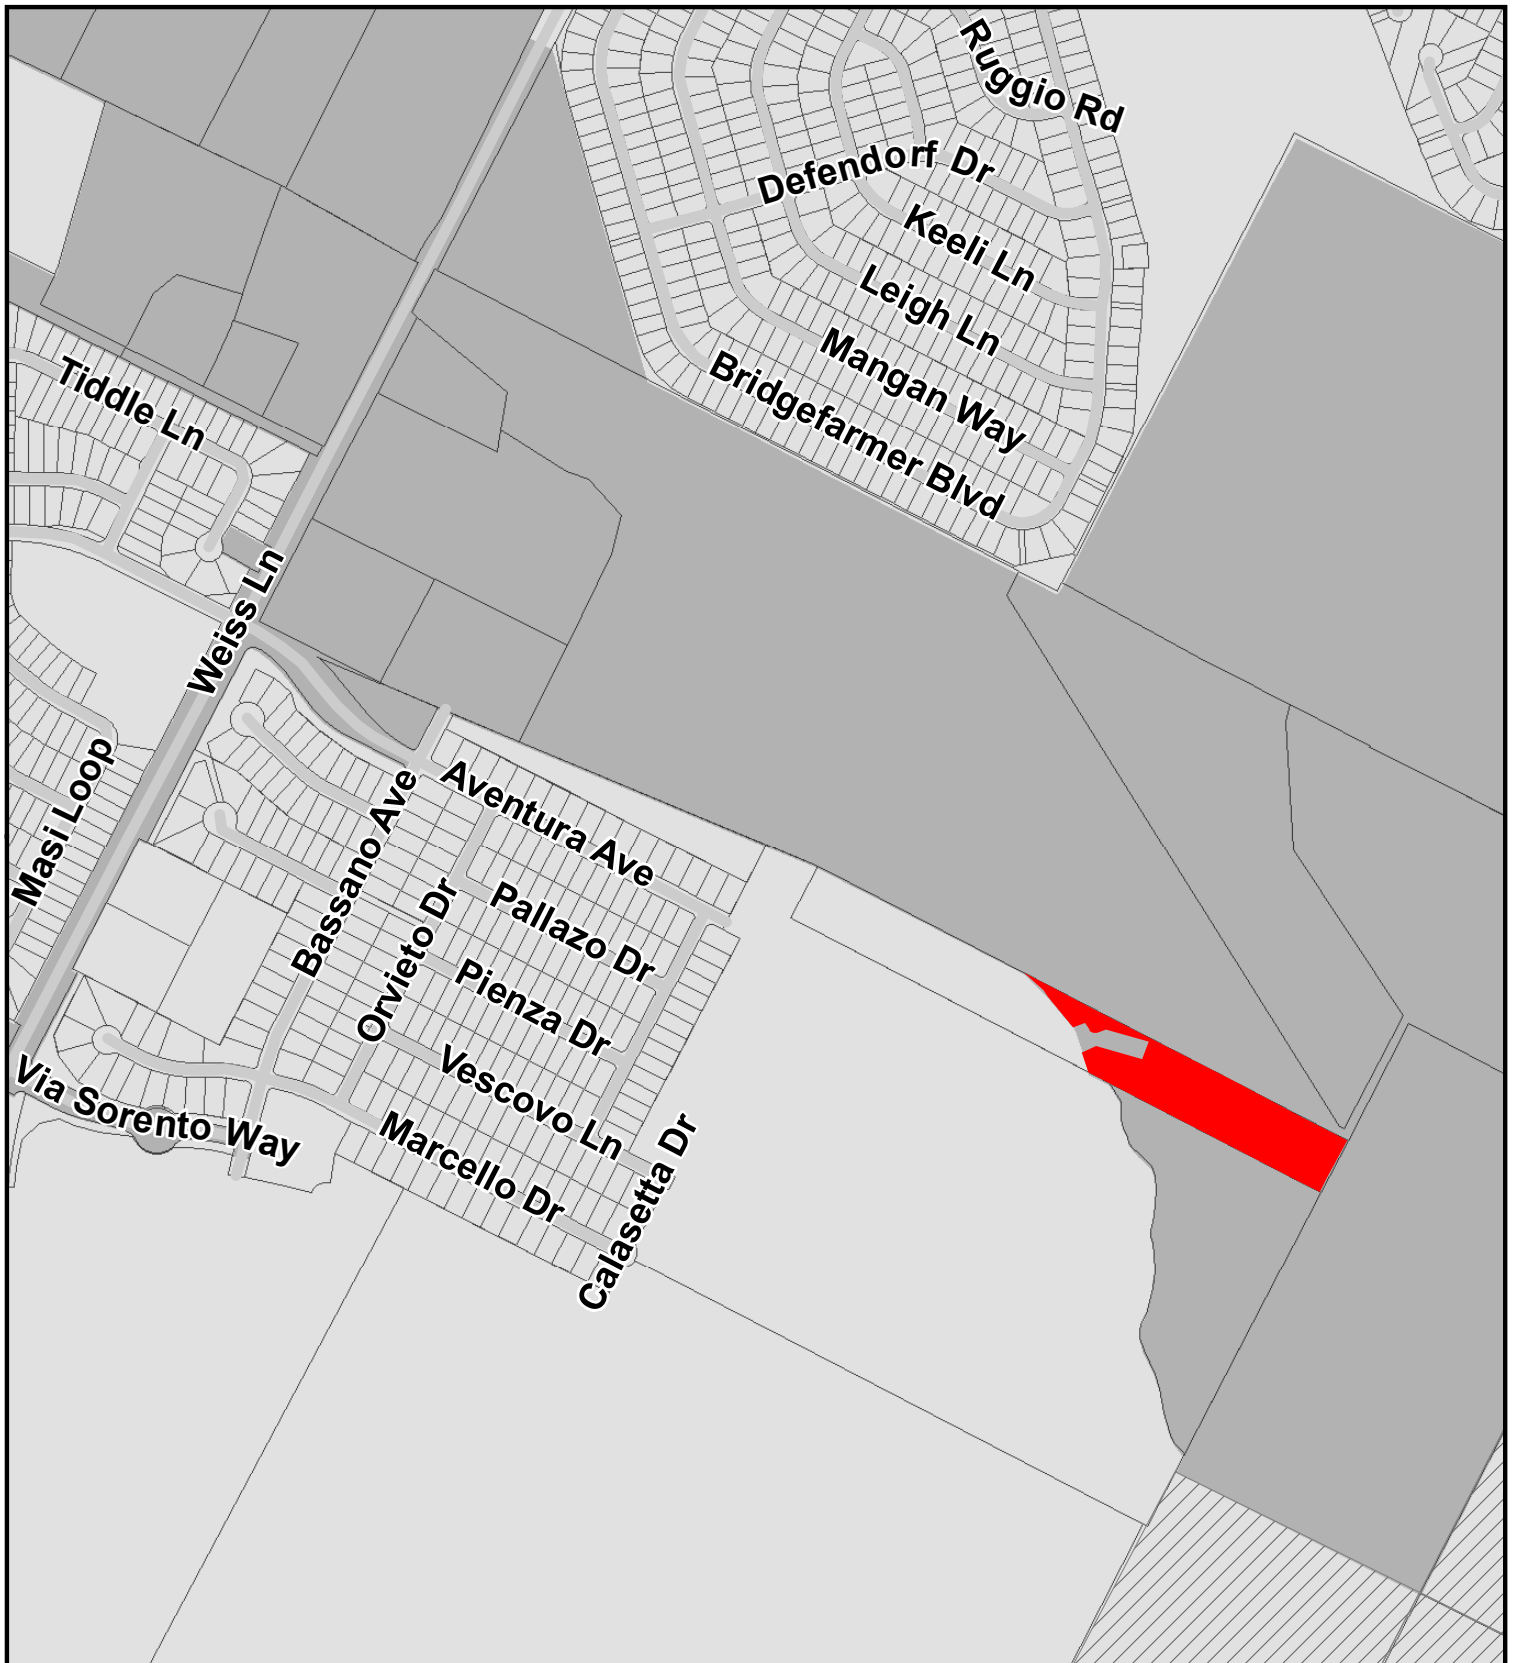 Ruggio Rd
Defendorf Dr
Keeli Ln
Leigh Ln
Mangan Way
Bridgefarmer Blvd
Tiddle Ln
Weiss Ln
Masi Loop
Aventura Ave
Bassano Ave
Pallazo Dr
Orvieto Dr
Pienza Dr
Vescovo Ln
Via Sorento Way
Marcello Dr
Calasetta Dr